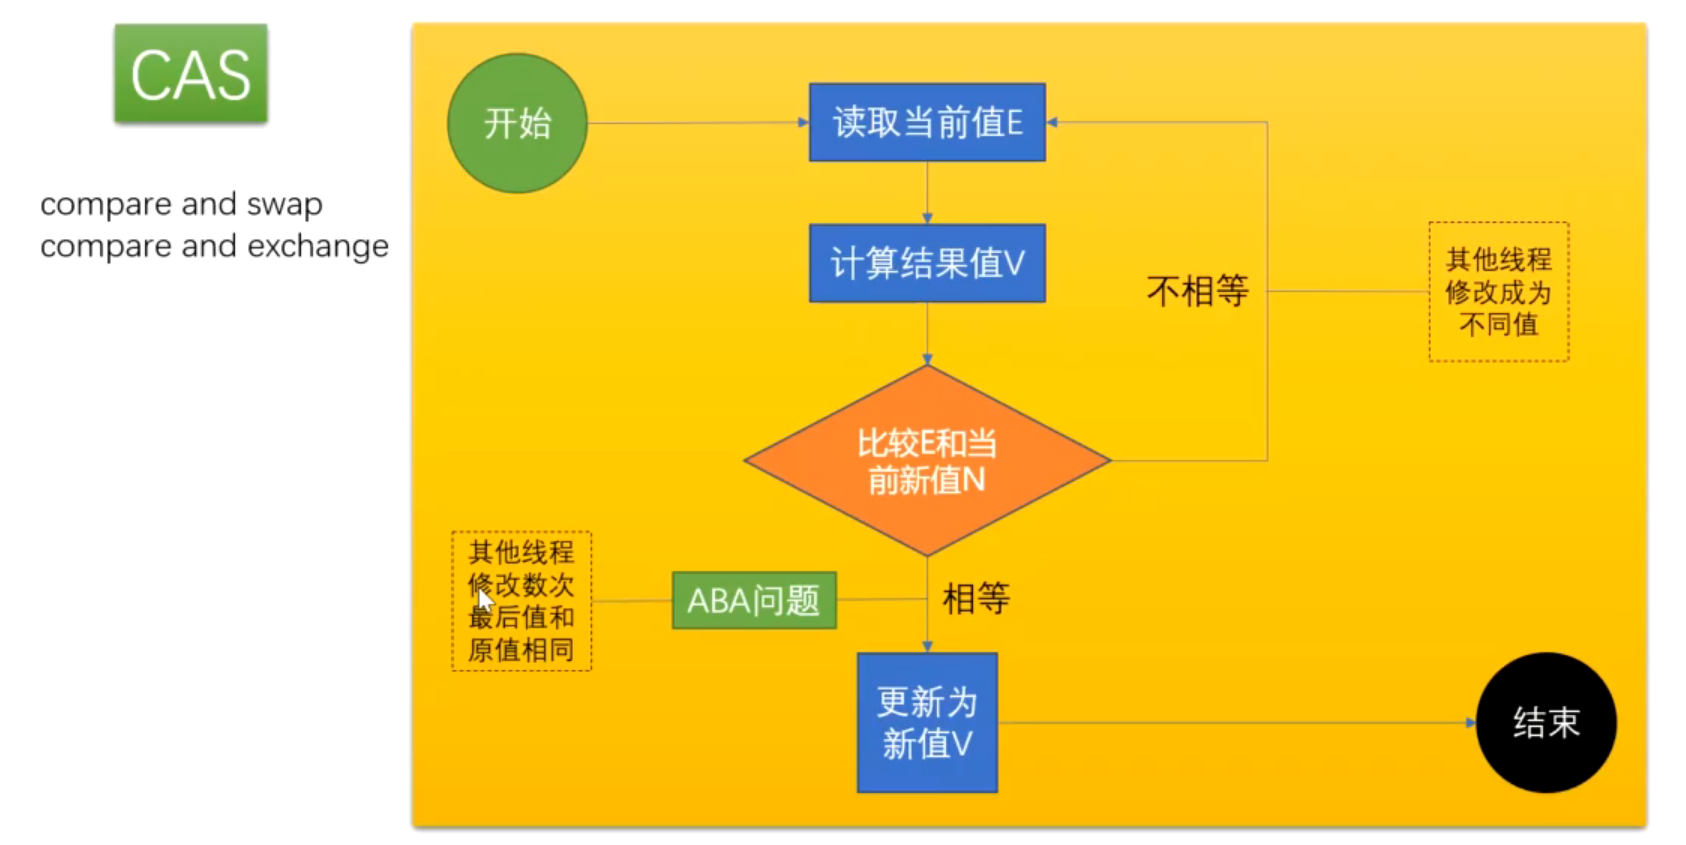 CAS
compare and swap
compare and exchange
开始
读取当前值E
计算结果值V
不相等
其他线程
修改成为
不同值
比较E和当
前新值N
其他线程
修改数次
最后值和
原值相同
ABA问题
相等
更新为
新值V
结束